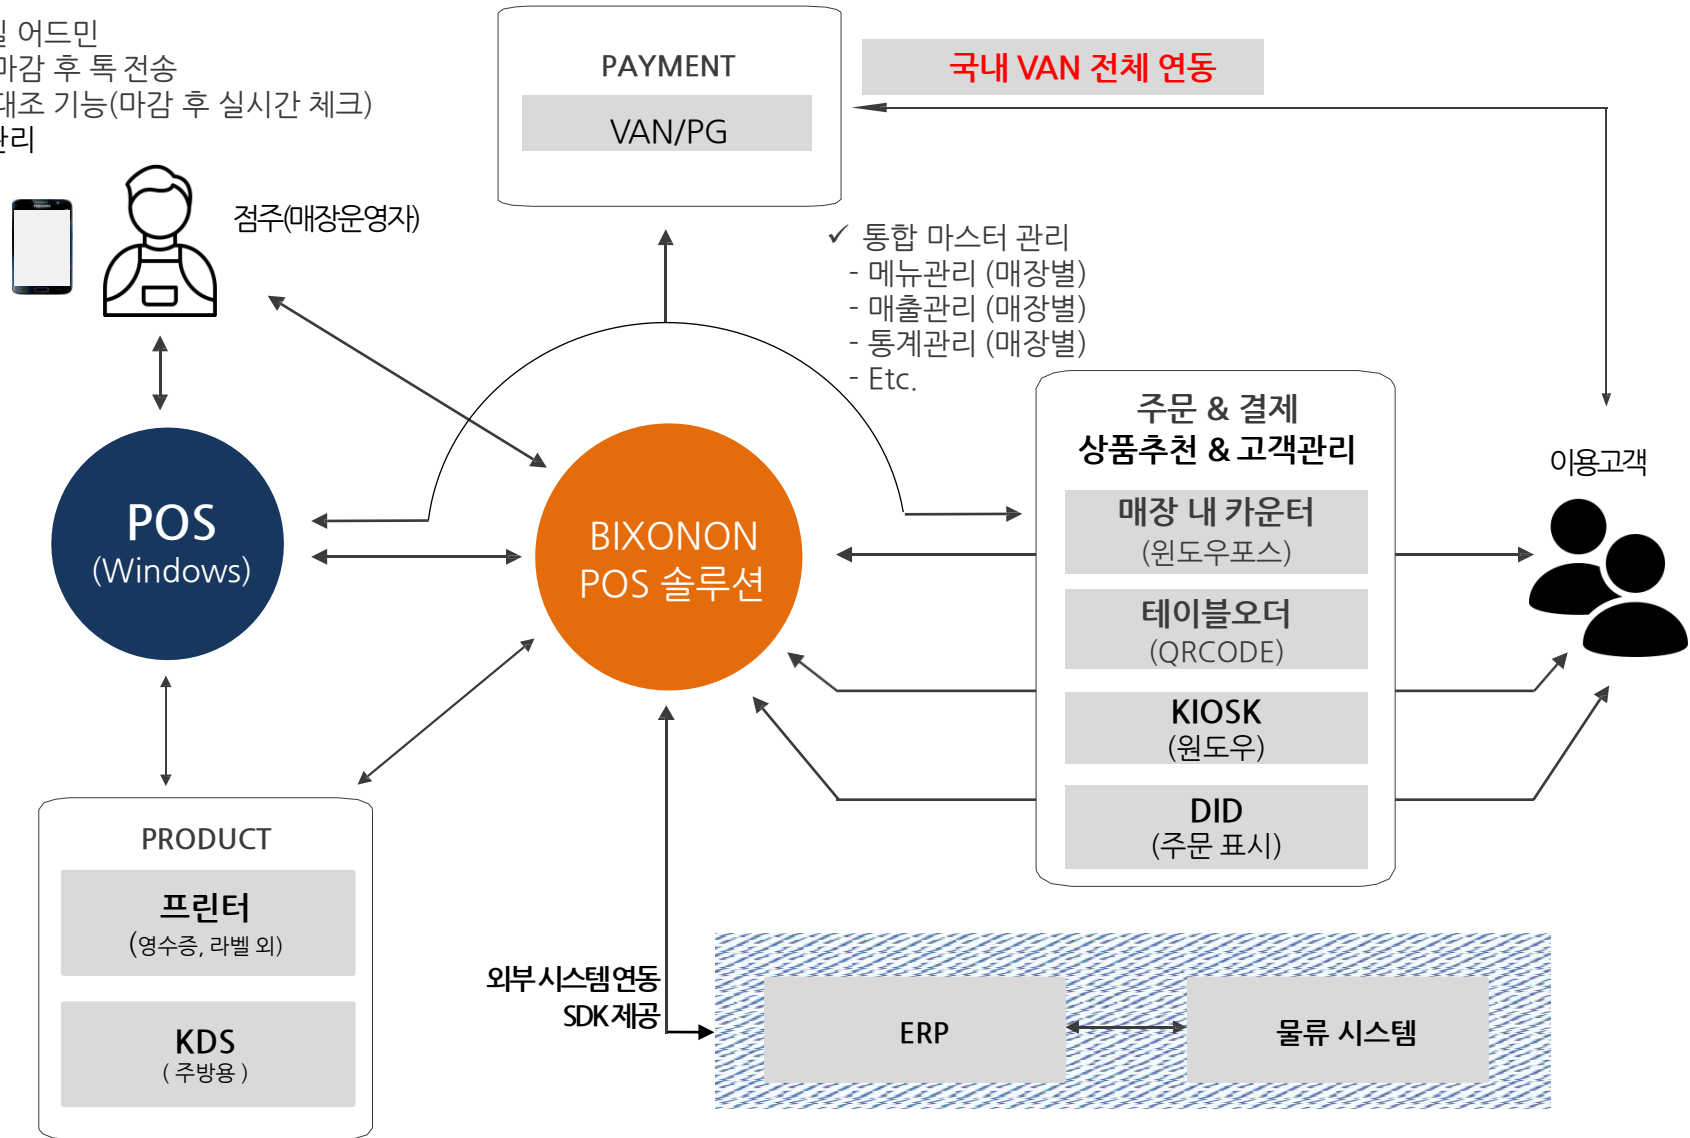 어드민
마감 후 톡 전송
대조 기능(마감 후 실시간 체크)
관리
점주(매장운영자)
PAYMENT
VAN/PG
국내 VAN 전체 연동
✓ 통합 마스터 관리
- 메뉴관리 (매장별)
- 매출관리 (매장별)
- 통계관리 (매장별)
- Etc.
POS
(Windows)
BIXONON
POS 솔루션
주문 & 결제
상품추천 & 고객관리
매장 내 카운터
(윈도우포스)
테이블오더
(QRCODE)
KIOSK
(원도우)
DID
(주문 표시)
이용고객
PRODUCT
프린터
(영수증, 라벨 외)
KDS
( 주방용 )
외부 시스템 연동
SDK 제공
ERP
물류 시스템